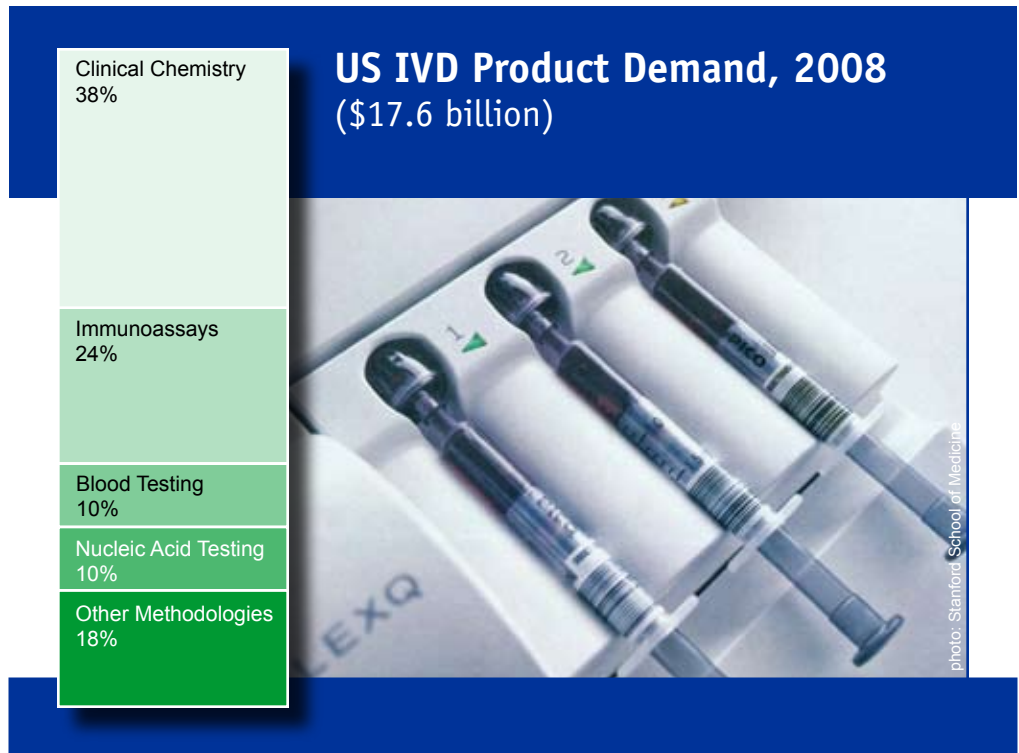 US IVD Product Demand, 2008
($17.6 billion)
Clinical Chemistry
38%
Immunoassays
24%
Blood Testing
10%
Nucleic Acid Testing
10%
Other Methodologies
18%
1
2
PICO
LEXQ
photo: Stanford School of Medicine